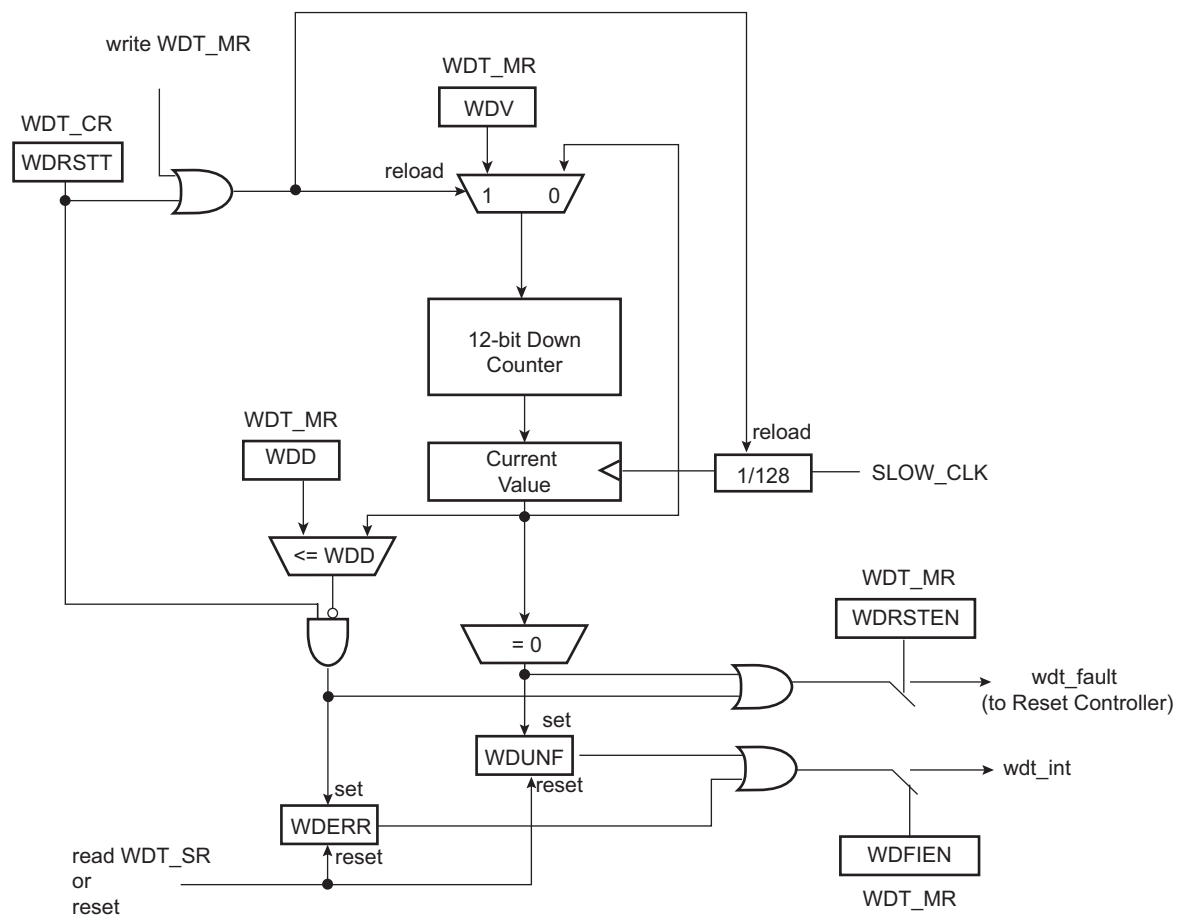 write WDT_MR
WDT_MR
WDV
WDT_CR
WDRSTT
reload
1 0
12-bit Down
Counter
WDT_MR
WDD
reload
Current
Value
1/128
SLOW_CLK
<= WDD
WDT_MR
WDRSTEN
= 0
wdt_fault
(to Reset Controller)
set
WDUNF
reset
wdt_int
set
WDERR
reset
WDFIEN
WDT_MR
read WDT_SR
or
reset